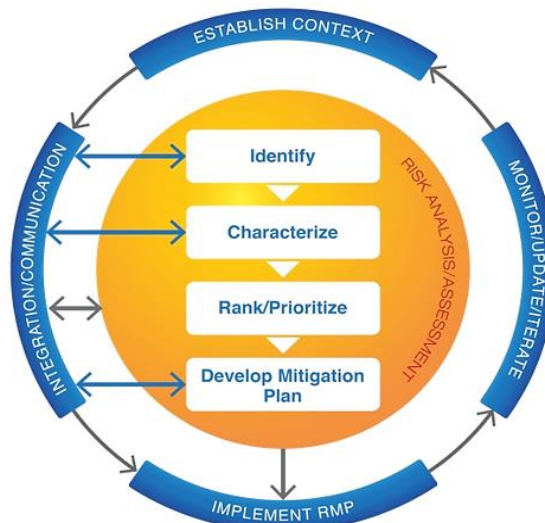 ESTABLISH CONTEXT
INTEGRATION/COMMUNICATION
Identify
Characterize
Rank/Prioritize
Develop Mitigation
Plan
RISK ANALYSIS/ASSESSMENT
MONITOR/UPDATE/ITERATE
IMPLEMENT RMP